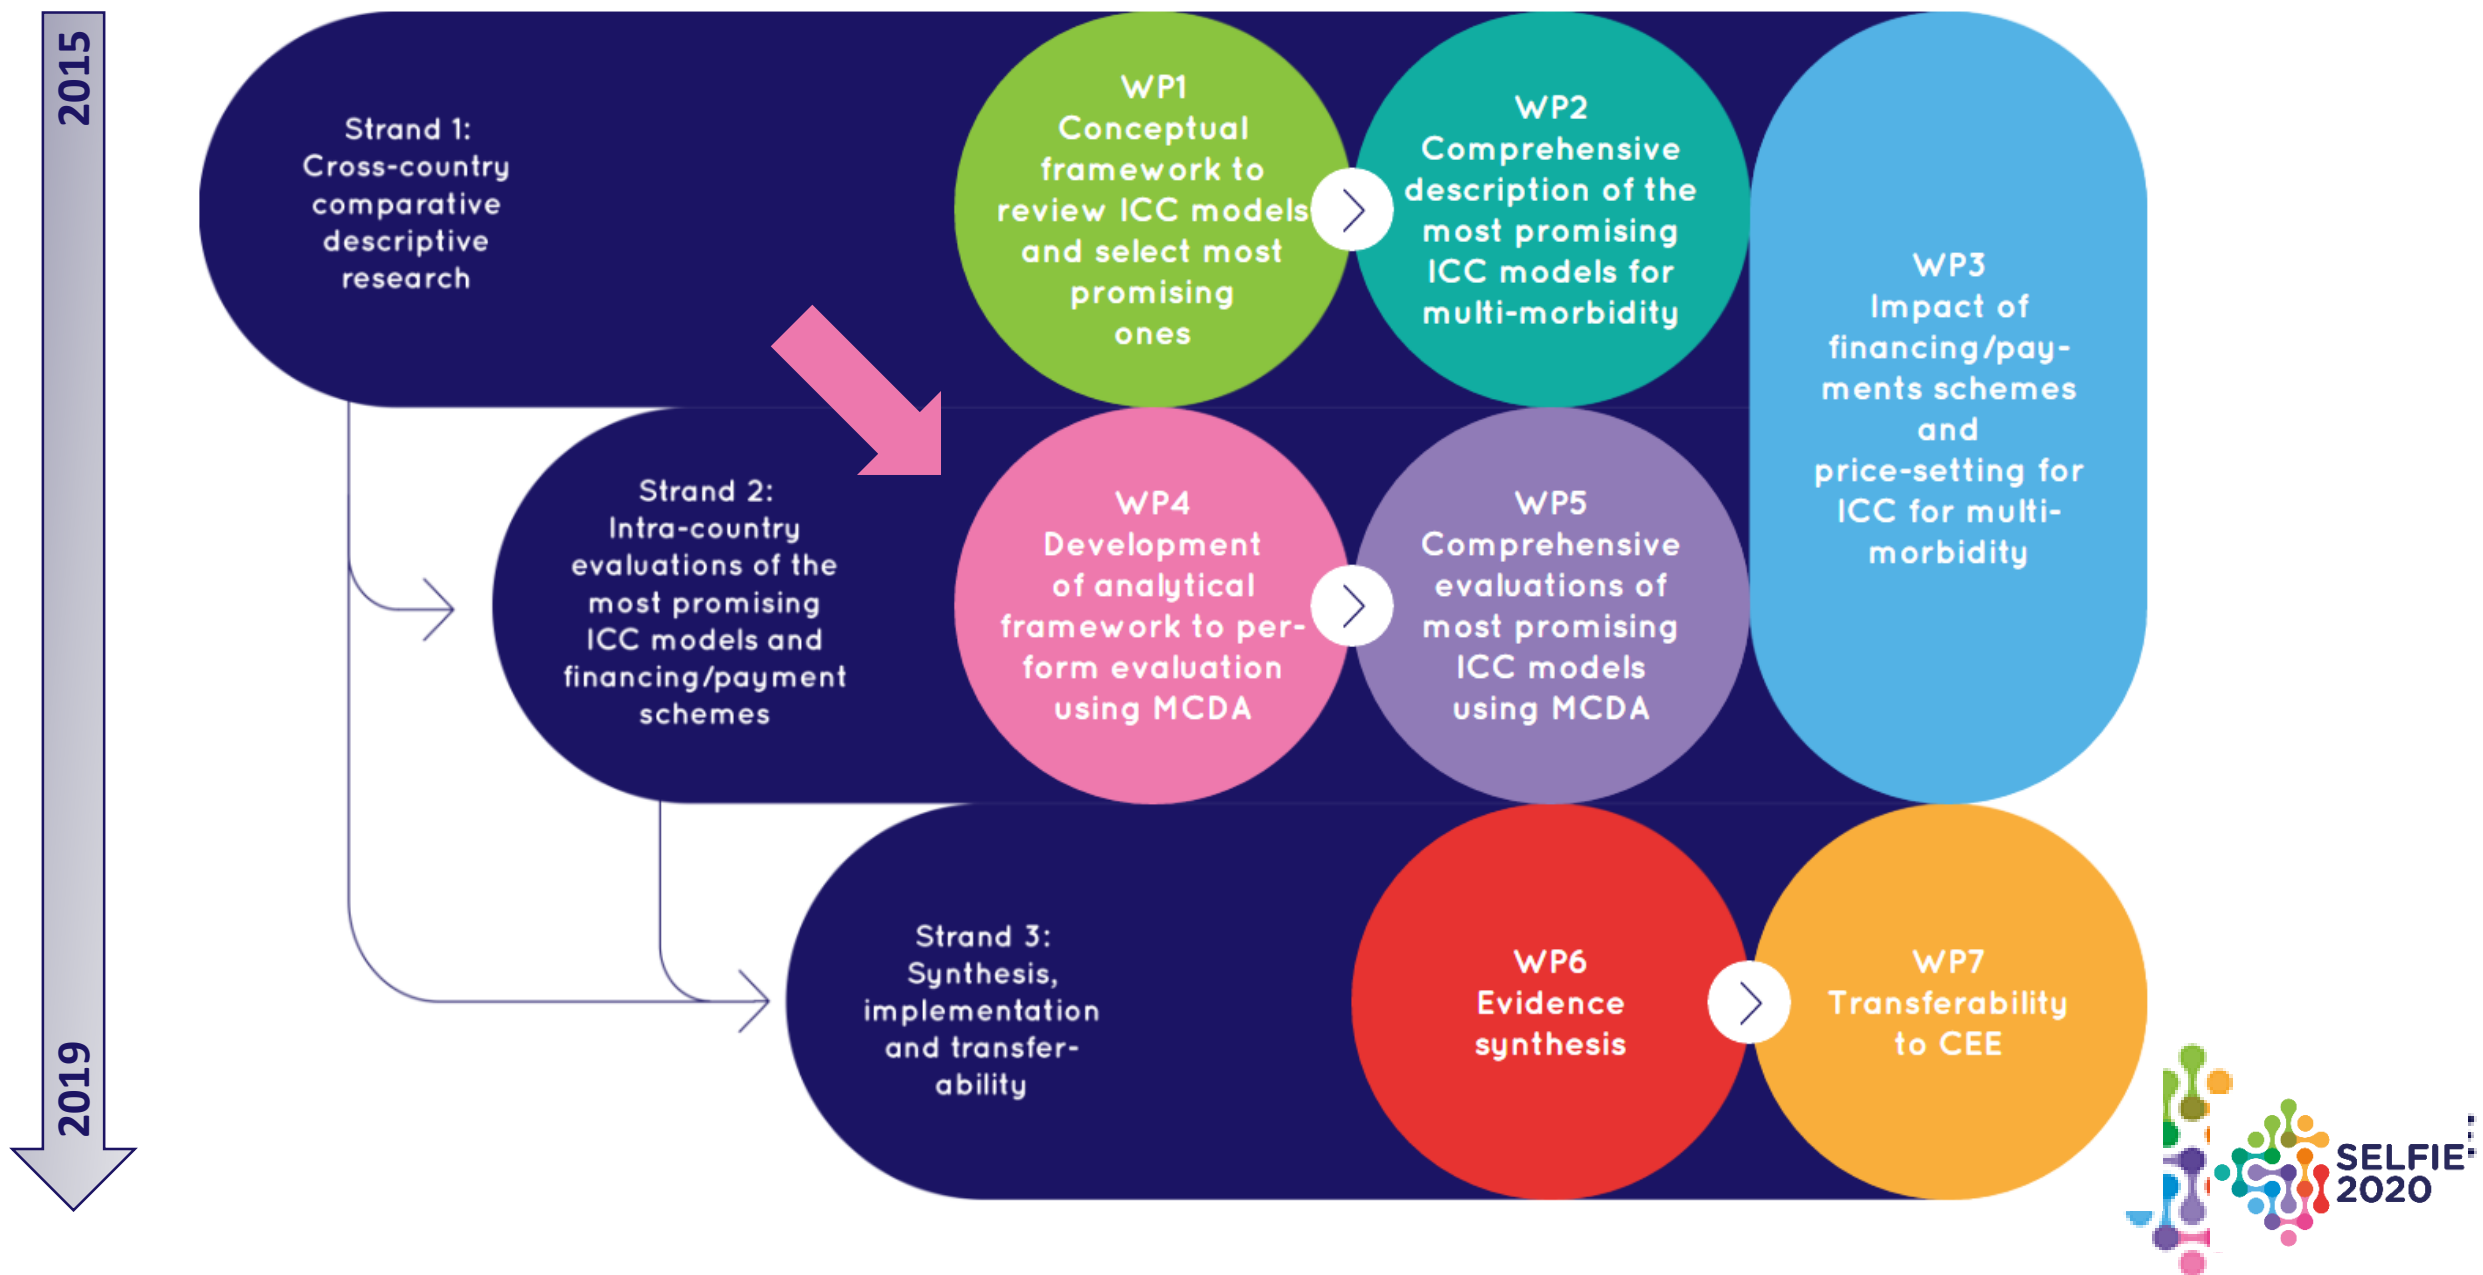 2015
2019
Strand 1:
Cross-country
comparative
descriptive
research
WP1
Conceptual
framework to
review ICC models
and select most
promising
ones
WP2
Comprehensive
description of the
most promising
ICC models for
multi-morbidity
WP3
Impact of
financing/pay-
ments schemes
and
price-setting for
ICC for multi-
morbidity
Strand 2:
Intra-country
evaluations of the
most promising
ICC models and
financing/payment
schemes
WP4
Development
of analytical
framework to per-
form evaluation
using MCDA
WP5
Comprehensive
evaluations of
most promising
ICC models
using MCDA
Strand 3:
Synthesis,
implementation
and transfer-
ability
WP6
Evidence
synthesis
WP7
Transferability
to CEE
SELFIE
2020